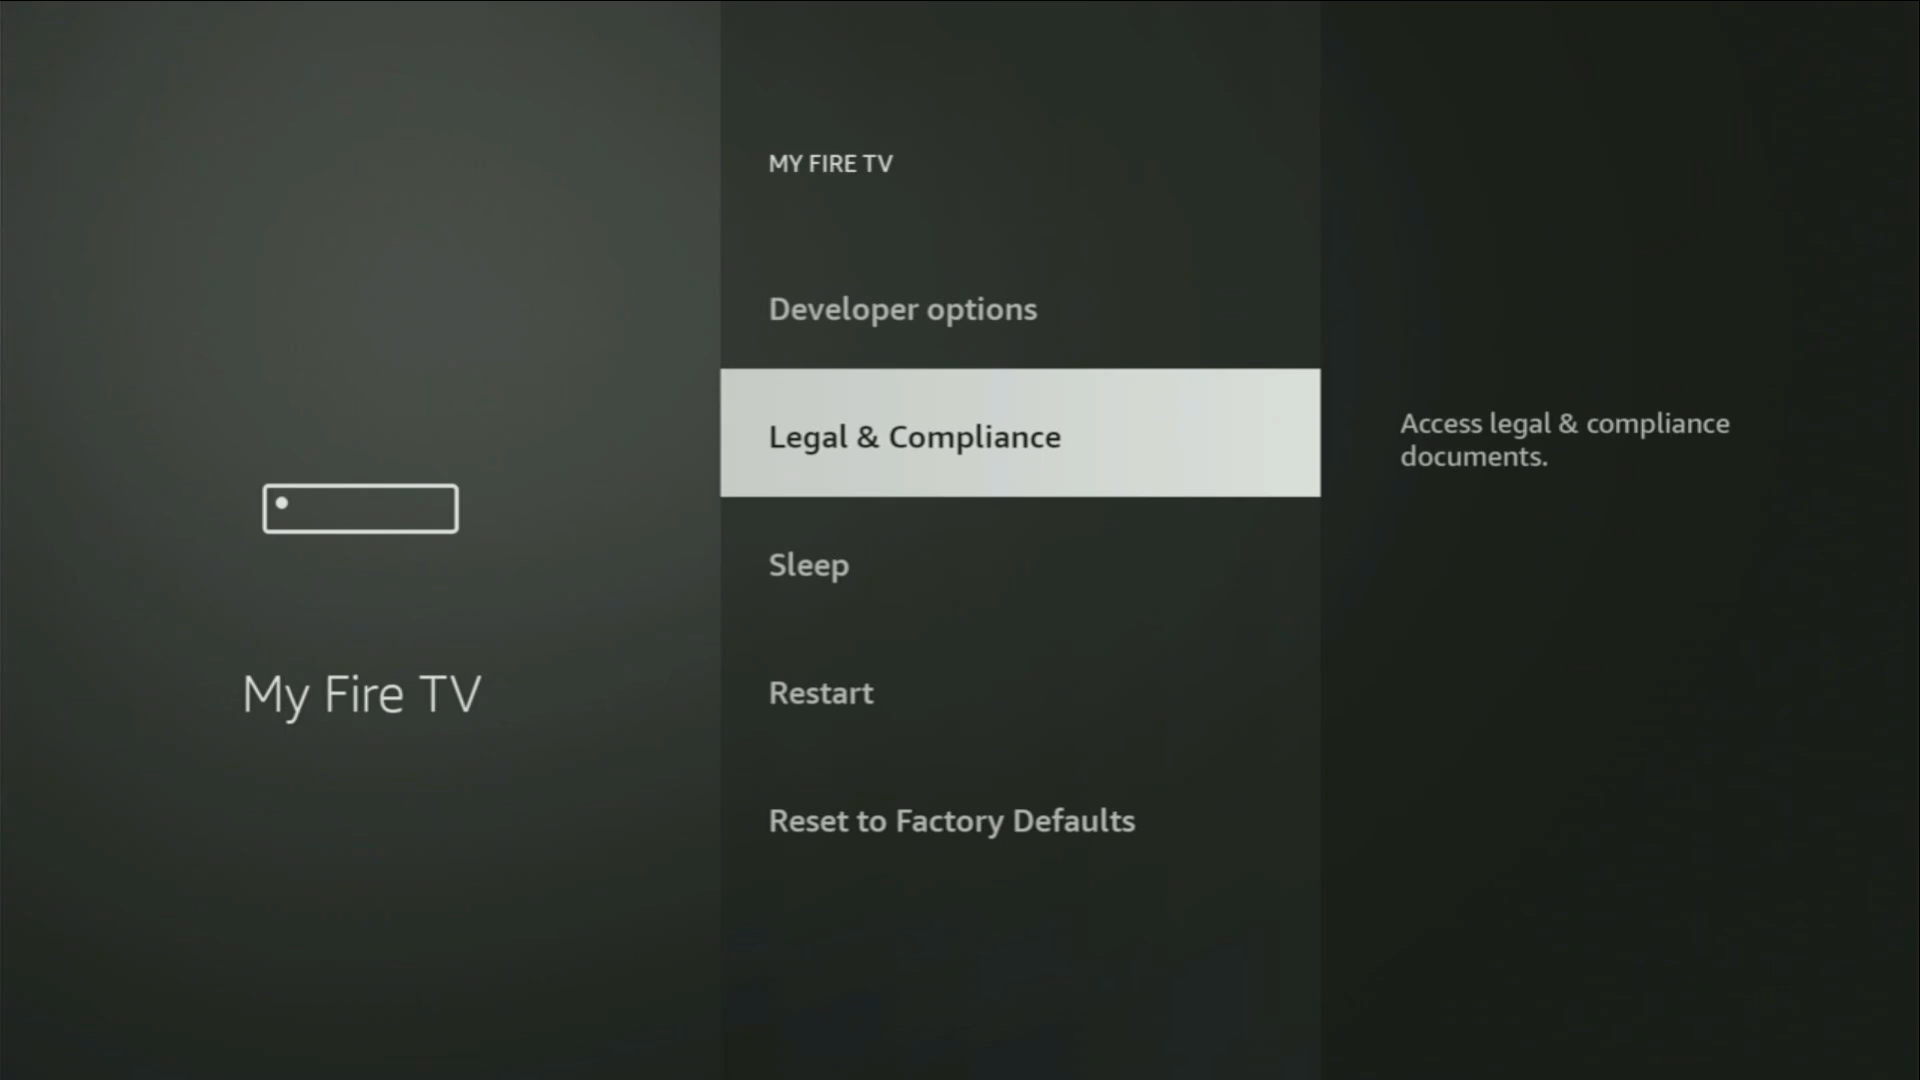 My Fire TV
MY FIRE TV
Developer options
Legal & Compliance
Sleep
Restart
Reset to Factory Defaults
Access legal & compliance
documents.